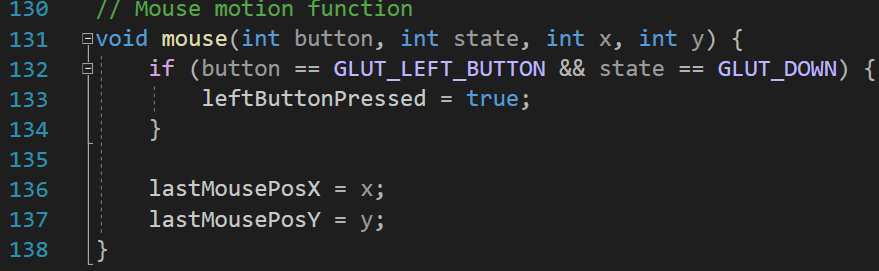 130 // Mouse motion function
131 void mouse(int button, int state, int x, int y) {
132 if (button == GLUT_LEFT_BUTTON && state == GLUT_DOWN) {
133 leftButtonPressed = true;
134 }
135
136 lastMousePosX = x;
137 lastMousePosY = y;
138 }